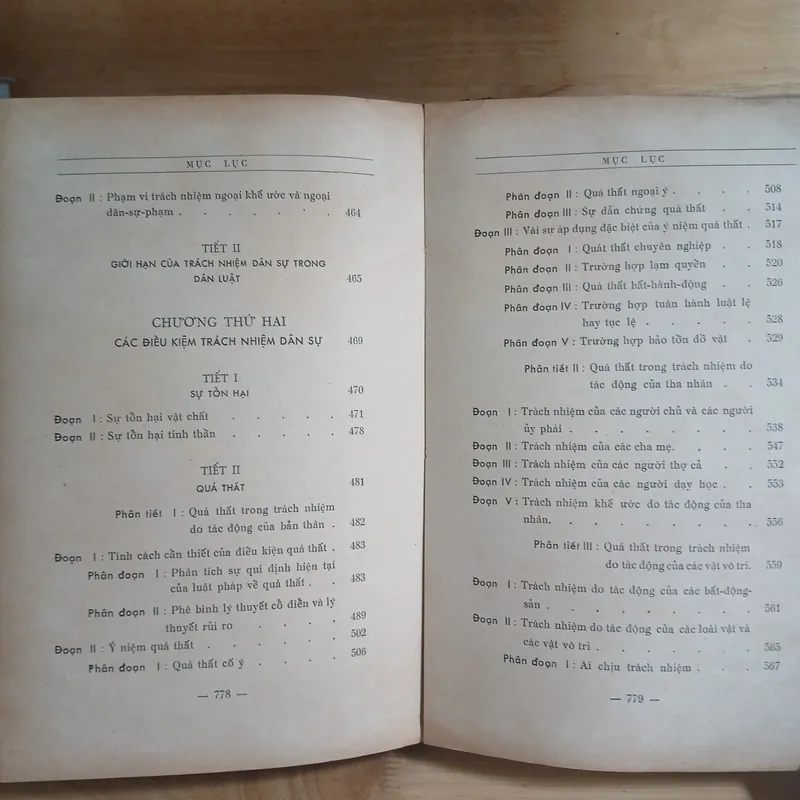 MỤC LỤC
Đoạn II : Phạm vi trách nhiệm ngoại khế ước và ngoại
dân-sự-phạm . . . . . . . 464
TIẾT II
GIỚI HẠN CỦA TRÁCH NHIỆM DÂN SỰ TRONG
DÂN LUẬT 465
CHƯƠNG THỨ HAI
CÁC ĐIỀU KIỆM TRÁCH NHIỆM DÂN SỰ 469
TIẾT I 470
SỰ TỒN HẠI
Đoạn I : Sự tồn hại vật chất . . . . . 471
Đoạn II : Sự tồn hại tinh thần . . . . . 478
TIẾT II
QUÁ THẤT 481
Phân tiết I : Quá thất trong trách nhiệm
do tác động của bản thân . 482
Đoạn I : Tính cách cần thiết của điều kiện quá thất . 483
Phân đoạn I : Phân tích sự qui định hiện tại
của luật pháp về quá thất . . 483
Phân đoạn II : Phê bình lý thuyết cổ điển và lý
thuyết rủi ro . . . . 489
Đoạn II : Ý niệm quá thất . . . . . . 502
Phân đoạn I : Quá thất cố ý . . . . 506
— 778 —
MỤC LỤC
Phân đoạn II : Quá thất ngoại ý . . . . 508
Phân đoạn III : Sự dẫn chứng quá thất . . 514
Đoạn III : Vài sự áp dụng đặc biệt của ý niệm quá thất . 517
Phân đoạn I : Quát thất chuyên nghiệp . . 518
Phân đoạn II : Trường hợp lạm quyền . . 520
Phân đoạn III : Quá thất bất-hành-động . . 526
Phân đoạn IV : Trường hợp tuân hành luật lệ
hay tục lệ . . . . . 528
Phân đoạn V : Trường hợp bảo tồn đồ vật . 529
Phân tiết II : Quá thất trong trách nhiệm do
tác động của tha nhân . . 534
Đoạn I : Trách nhiệm của các người chủ và các người
ủy phái . . . . . . . . 538
Đoạn II : Trách nhiệm của các cha mẹ. . . . 547
Đoạn III : Trách nhiệm của các người thợ cả . . 552
Đoạn IV : Trách nhiệm của các người dạy học . . 553
Đoạn V : Trách nhiệm khế ước do tác động của tha
nhân. . . . . . . . . 556
Phân tiết III : Quá thất trong trách nhiệm
do tác động của các vật vô tri. 559
Đoạn I : Trách nhiệm do tác động của các bất-động-
sản . . . . . . . . . 561
Đoạn II : Trách nhiệm do tác động của các loài vật và
các vật vô tri . . . . . . . 565
Phân đoạn I : Ai chịu trách nhiệm . . . 567
— 779 —